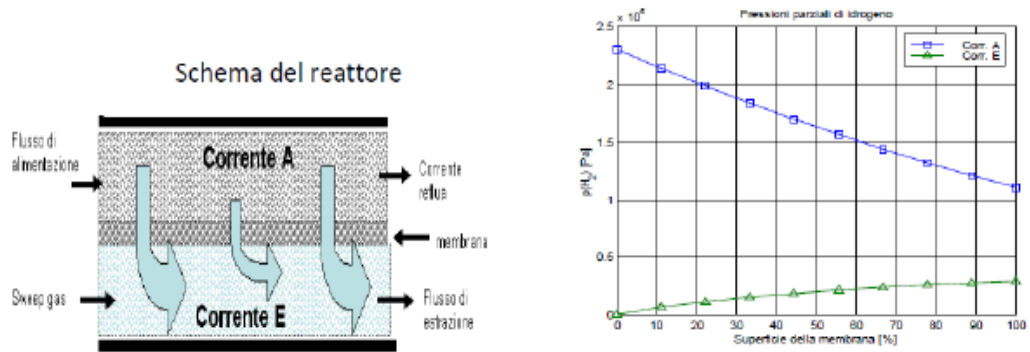 Schema del reattore
Flusso di
alimentazione
Corrente A
Corrente
reflua
membrana
Sweep gas
Corrente E
Flusso di
estrazione
Pressioni parziali di idrogeno
× 10⁶
2.5
2
1.5
1
0.5
0
p(H₂) [Pa]
Corr. A
Corr. E
0 10 20 30 40 50 60 70 80 90 100
Superficie della membrana [%]